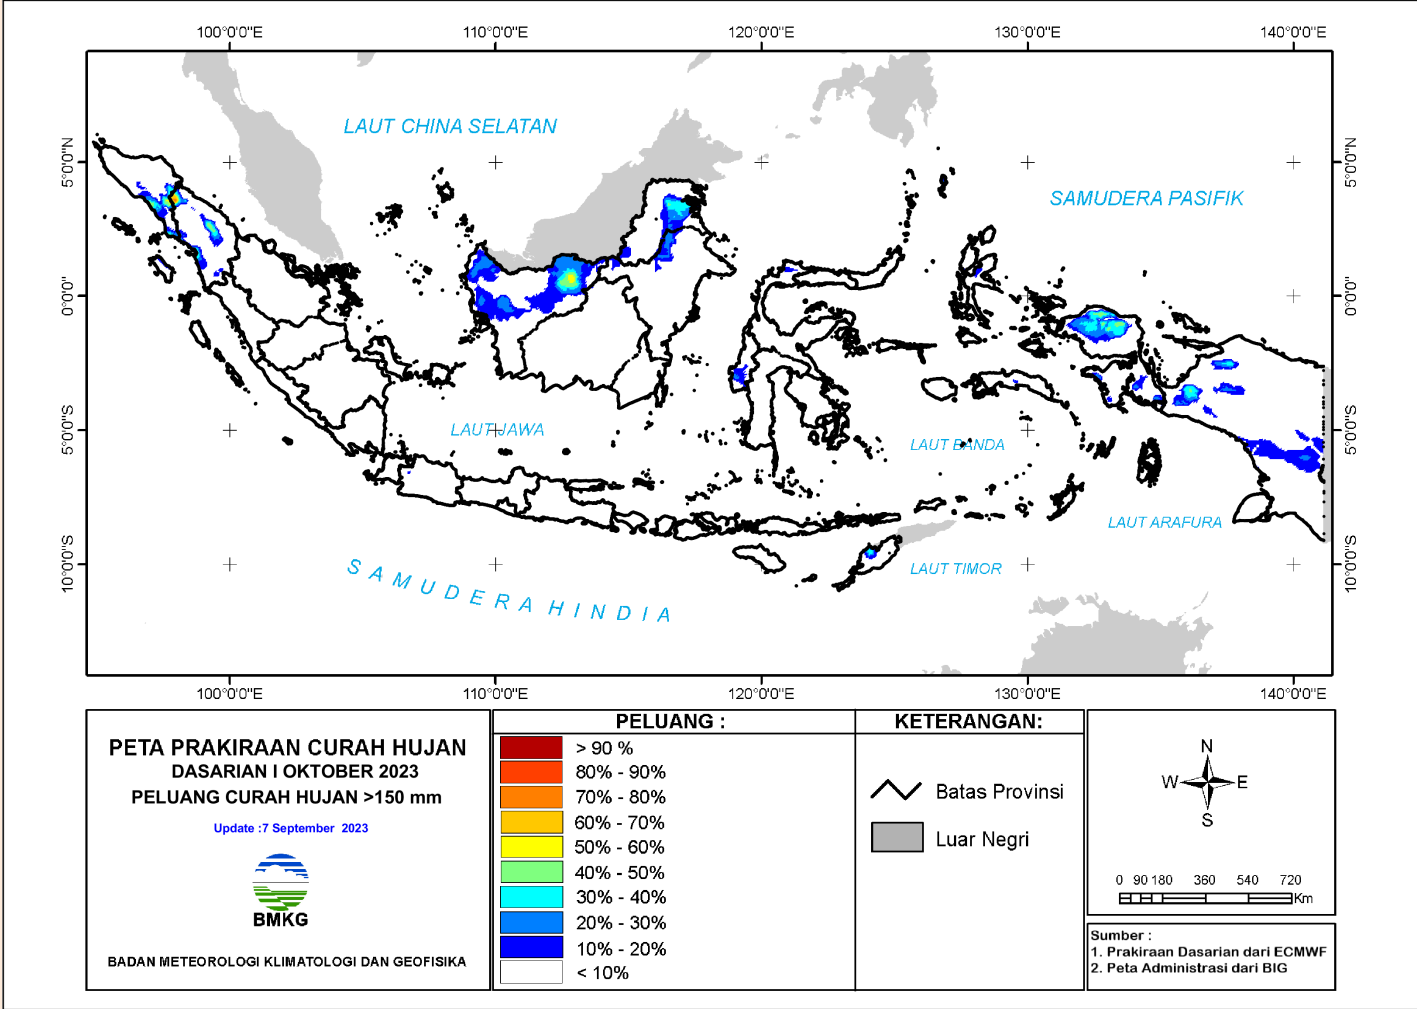 100°0'0"E 110°0'0"E 120°0'0"E 130°0'0"E 140°0'0"E
5°0'0"N 5°0'0"N
0°0'0" 0°0'0"
5°0'0"S 5°0'0"S
10°0'0"S 10°0'0"S
LAUT CHINA SELATAN
SAMUDERA PASIFIK
LAUT JAWA
LAUT BANDA
LAUT ARAFURA
LAUT TIMOR
SAMUDERA HINDIA
100°0'0"E 110°0'0"E 120°0'0"E 130°0'0"E 140°0'0"E
PETA PRAKIRAAN CURAH HUJAN
DASARIAN I OKTOBER 2023
PELUANG CURAH HUJAN >150 mm
Update :7 September 2023
BMKG
BADAN METEOROLOGI KLIMATOLOGI DAN GEOFISIKA
PELUANG :
> 90 %
80% - 90%
70% - 80%
60% - 70%
50% - 60%
40% - 50%
30% - 40%
20% - 30%
10% - 20%
< 10%
KETERANGAN:
Batas Provinsi
Luar Negri
N
W E
S
0 90 180 360 540 720
Km
Sumber :
1. Prakiraan Dasarian dari ECMWF
2. Peta Administrasi dari BIG